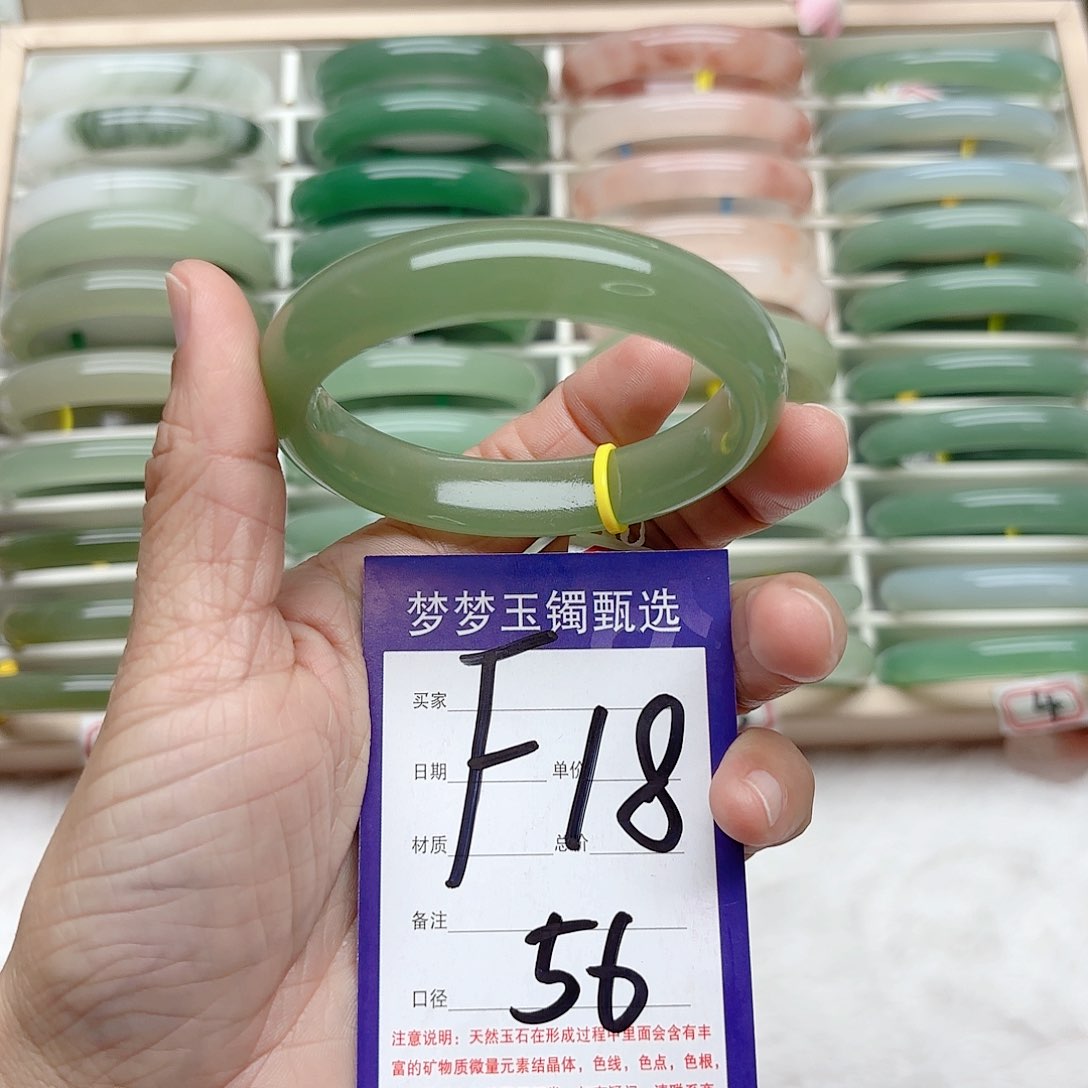 梦梦玉镯甄选
买家
F18
日期 单价
材质 总价
备注
56
口径
注意说明：天然玉石在形成过程中里面会含有丰
富的矿物质微量元素结晶体，色线，色点，色根，
4